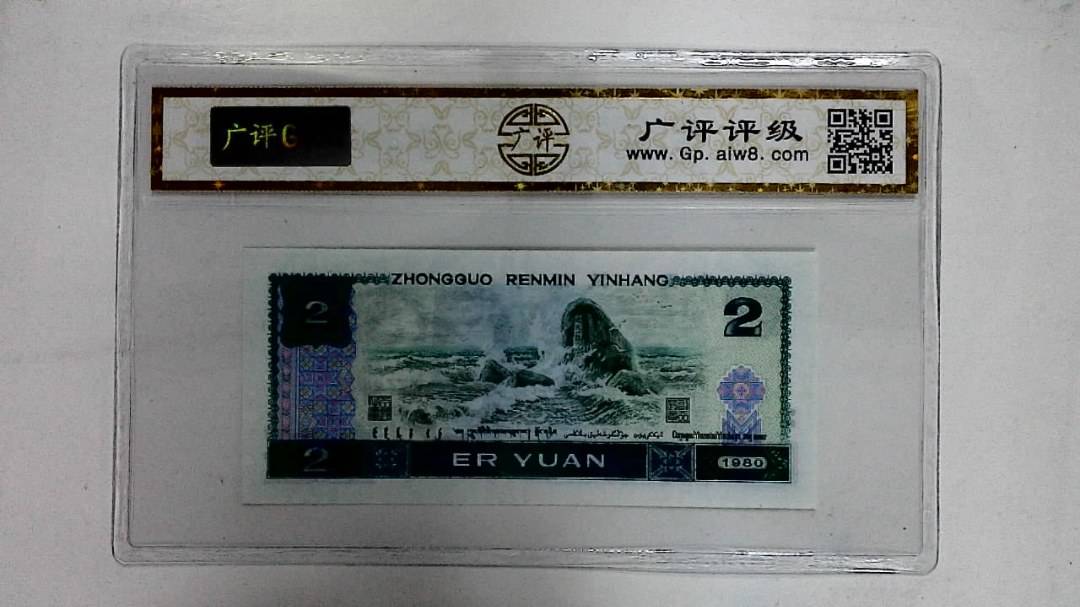 广评G
广评
广评评级
www.Gp.aiw8.com
ZHONGGUO RENMIN YINHANG
2
2
2
ER YUAN
1980